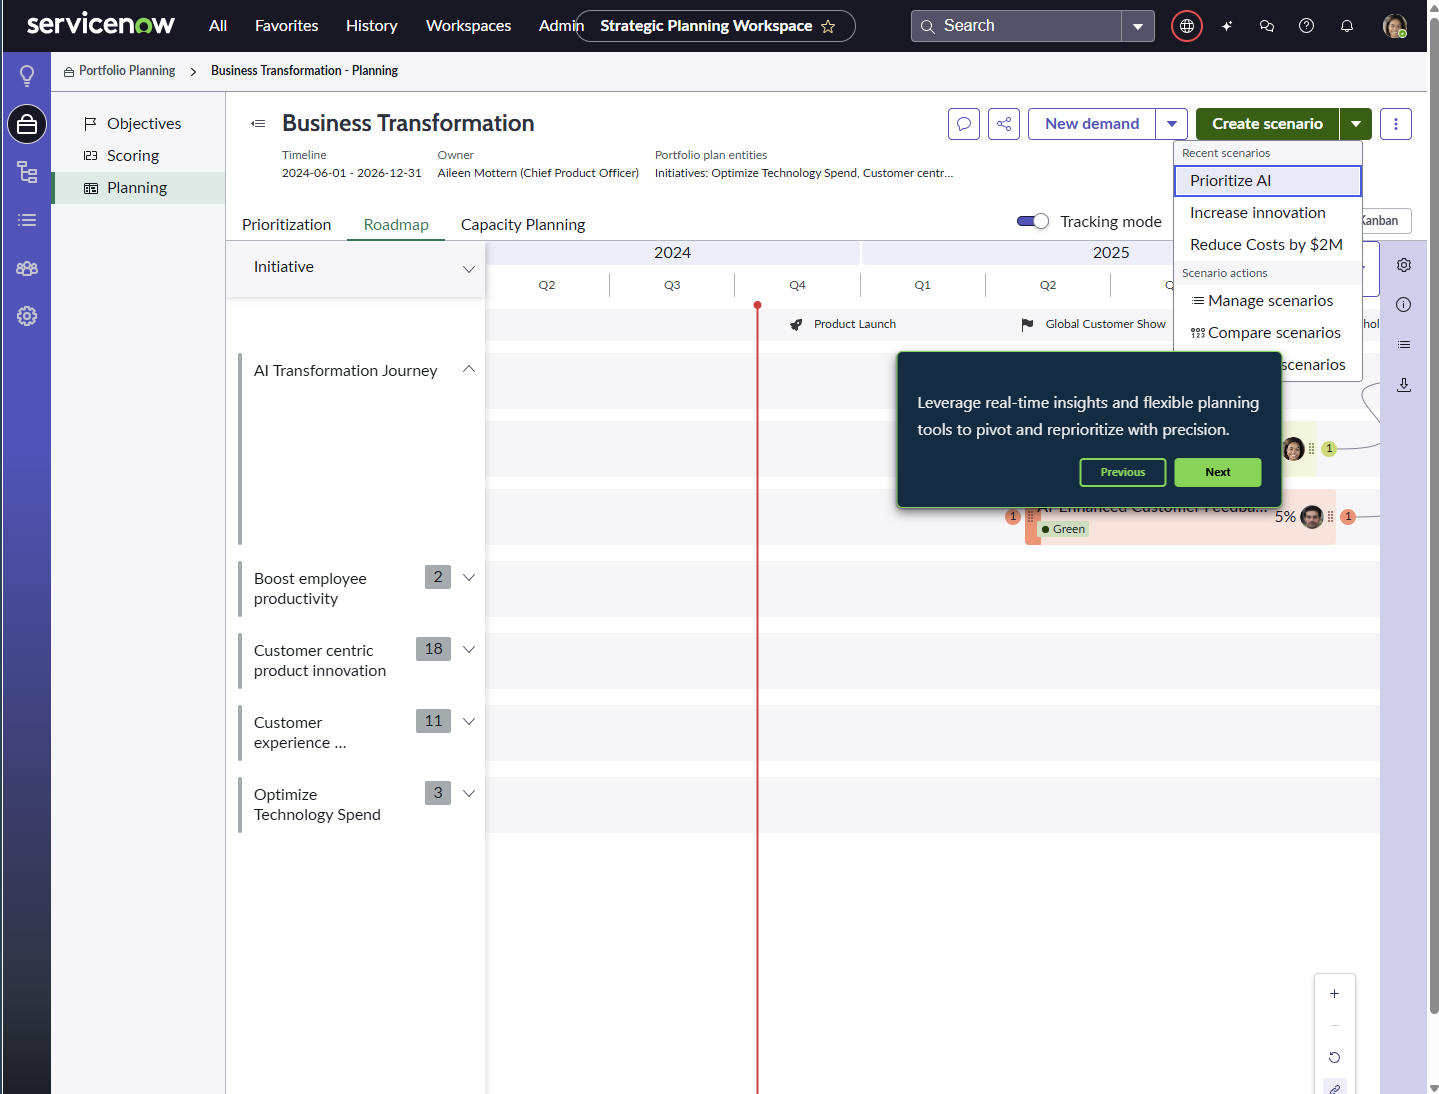 servicenow
All
Favorites
History
Workspaces
Admin
Strategic Planning Workspace
Search
Portfolio Planning
Business Transformation - Planning
Objectives
Scoring
Planning
Business Transformation
New demand
Create scenario
Timeline
2024-06-01 - 2026-12-31
Owner
Aileen Mottern (Chief Product Officer)
Portfolio plan entities
Initiatives: Optimize Technology Spend, Customer centr...
Recent scenarios
Prioritize AI
Increase innovation
Reduce Costs by $2M
Scenario actions
Manage scenarios
Compare scenarios
scenarios
Prioritization
Roadmap
Capacity Planning
Tracking mode
Kanban
Initiative
2024
2025
Q2
Q3
Q4
Q1
Q2
Product Launch
Global Customer Show
AI Transformation Journey
Leverage real-time insights and flexible planning
tools to pivot and reprioritize with precision.
Previous
Next
1
1
AI Enhanced Customer Feedba...
5%
1
Green
Boost employee
productivity
2
Customer centric
product innovation
18
Customer
experience ...
11
Optimize
Technology Spend
3